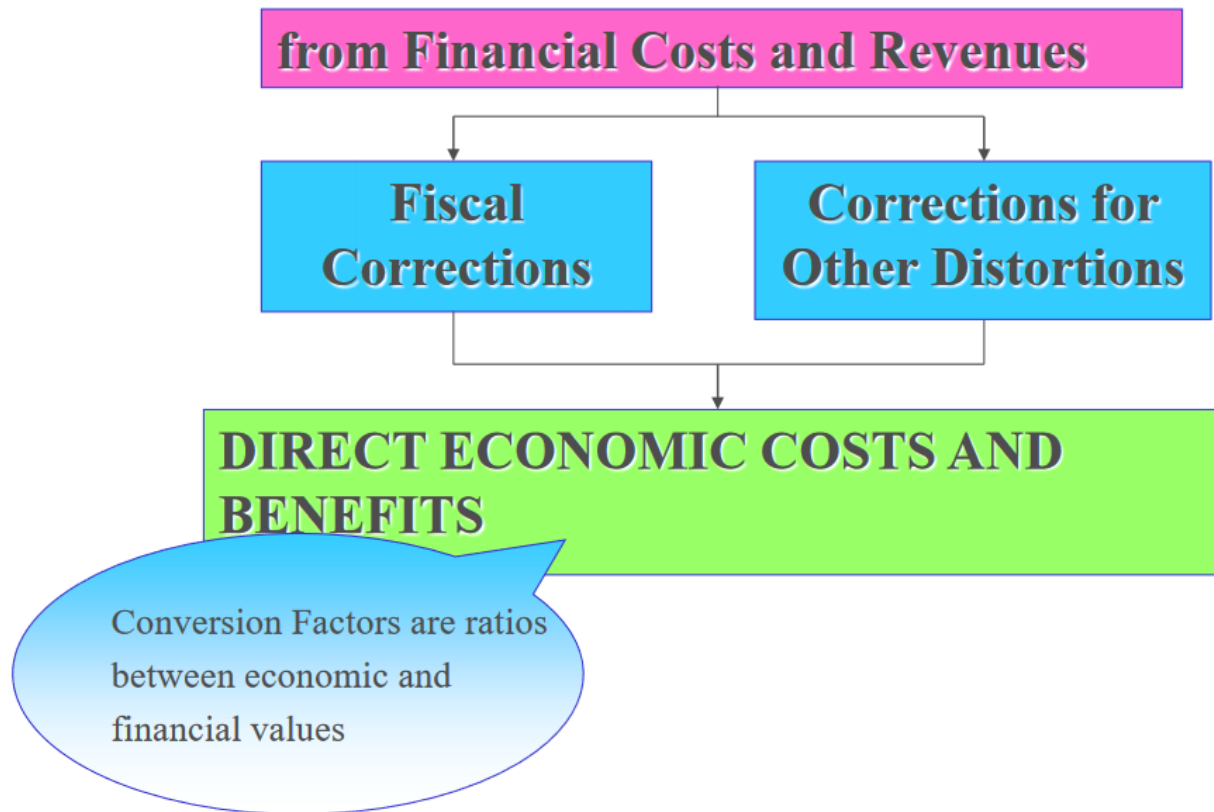 from Financial Costs and Revenues
Fiscal
Corrections
Corrections for
Other Distortions
DIRECT ECONOMIC COSTS AND
BENEFITS
Conversion Factors are ratios
between economic and
financial values